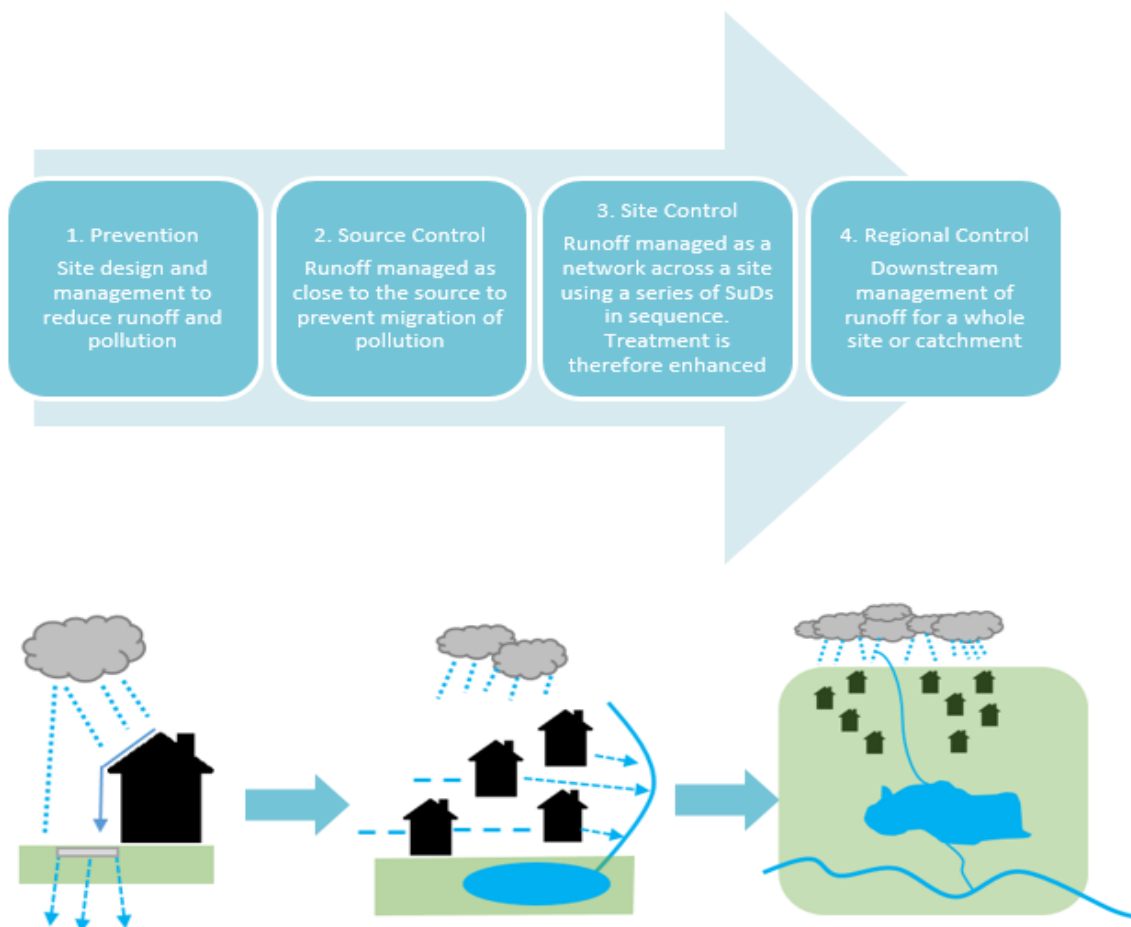 1. Prevention
Site design and
management to
reduce runoff and
pollution
2. Source Control
Runoff managed as
close to the source to
prevent migration of
pollution
3. Site Control
Runoff managed as a
network across a site
using a series of SuDs
in sequence.
Treatment is
therefore enhanced
4. Regional Control
Downstream
management of
runoff for a whole
site or catchment